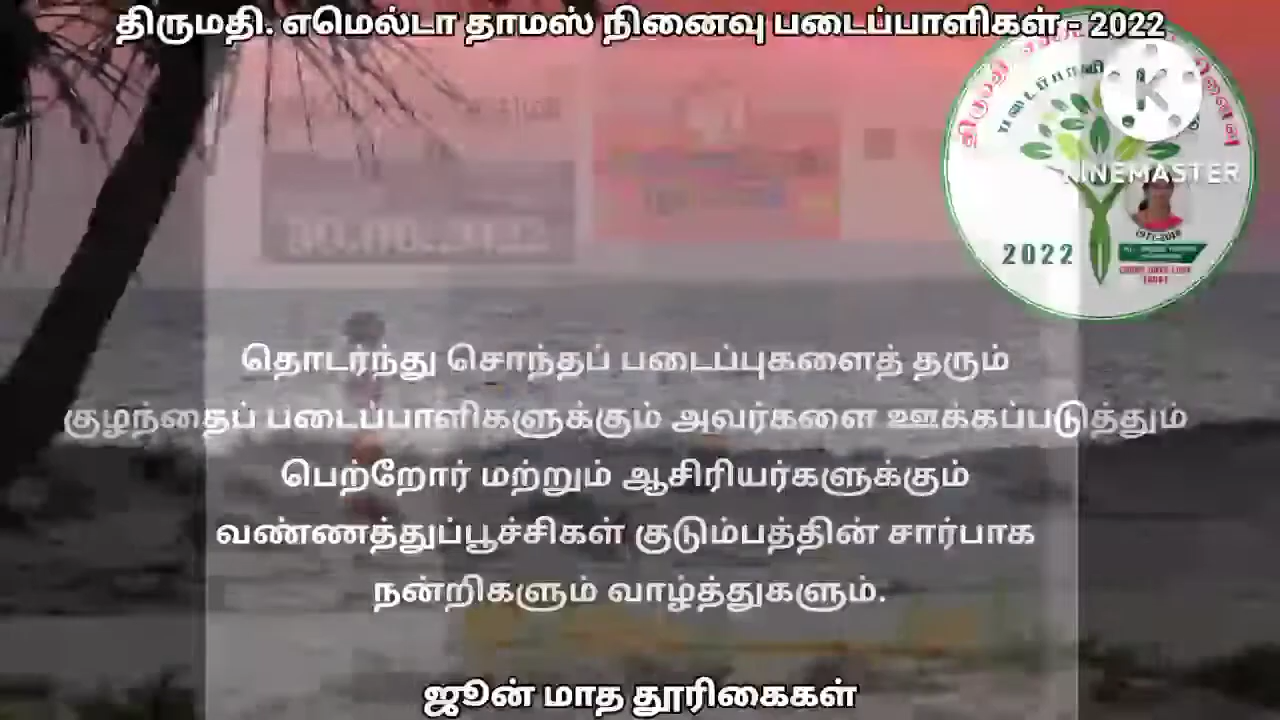 திருமதி. எமெல்டா தாமஸ் நினைவு படைப்பாளிகள் - 2022
K
KINEMASTER
2022
தொடர்ந்து சொந்தப் படைப்புகளைத் தரும்
குழந்தைப் படைப்பாளிகளுக்கும் அவர்களை ஊக்கப்படுத்தும்
பெற்றோர் மற்றும் ஆசிரியர்களுக்கும்
வண்ணத்துப்பூச்சிகள் குடும்பத்தின் சார்பாக
நன்றிகளும் வாழ்த்துகளும்.
ஜூன் மாத தூரிகைகள்